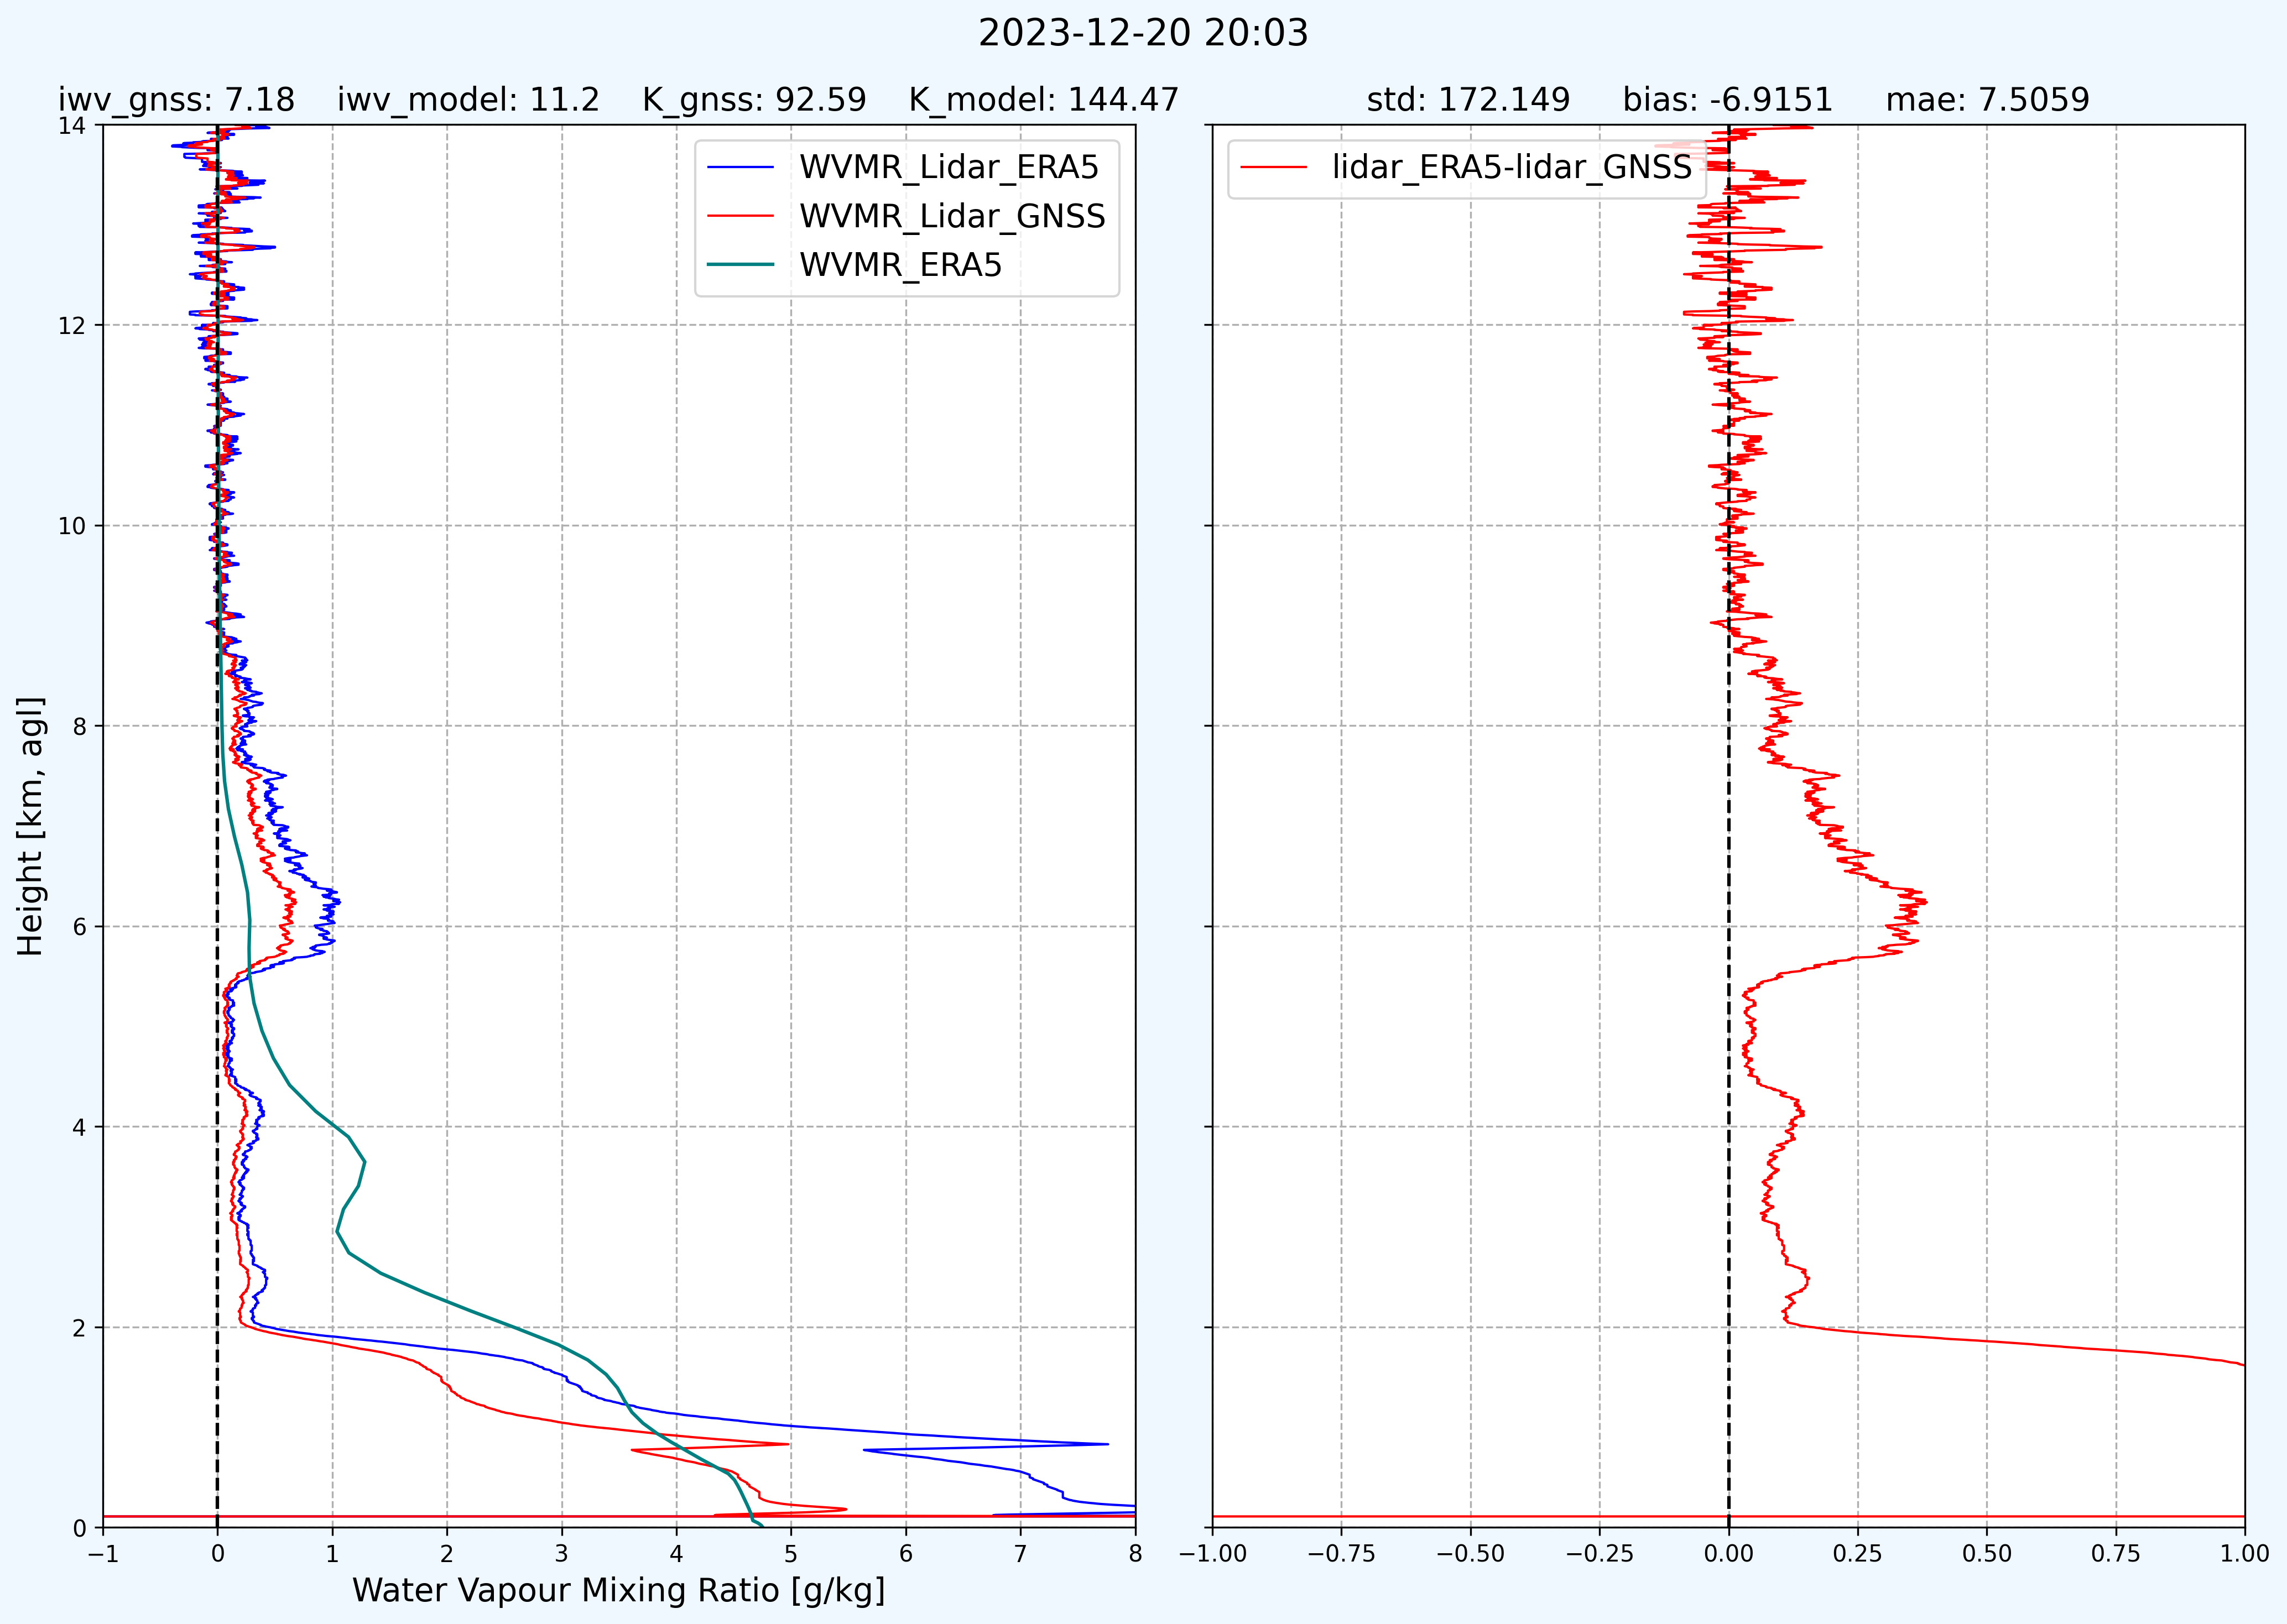 2023-12-20 20:03
iwv_gnss: 7.18 iwv_model: 11.2 K_gnss: 92.59 K_model: 144.47
std: 172.149 bias: -6.9151 mae: 7.5059
WVMR_Lidar_ERA5
WVMR_Lidar_GNSS
WVMR_ERA5
lidar_ERA5-lidar_GNSS
14
12
10
8
6
4
2
0
Height [km, agl]
−1 0 1 2 3 4 5 6 7 8
Water Vapour Mixing Ratio [g/kg]
−1.00 −0.75 −0.50 −0.25 0.00 0.25 0.50 0.75 1.00